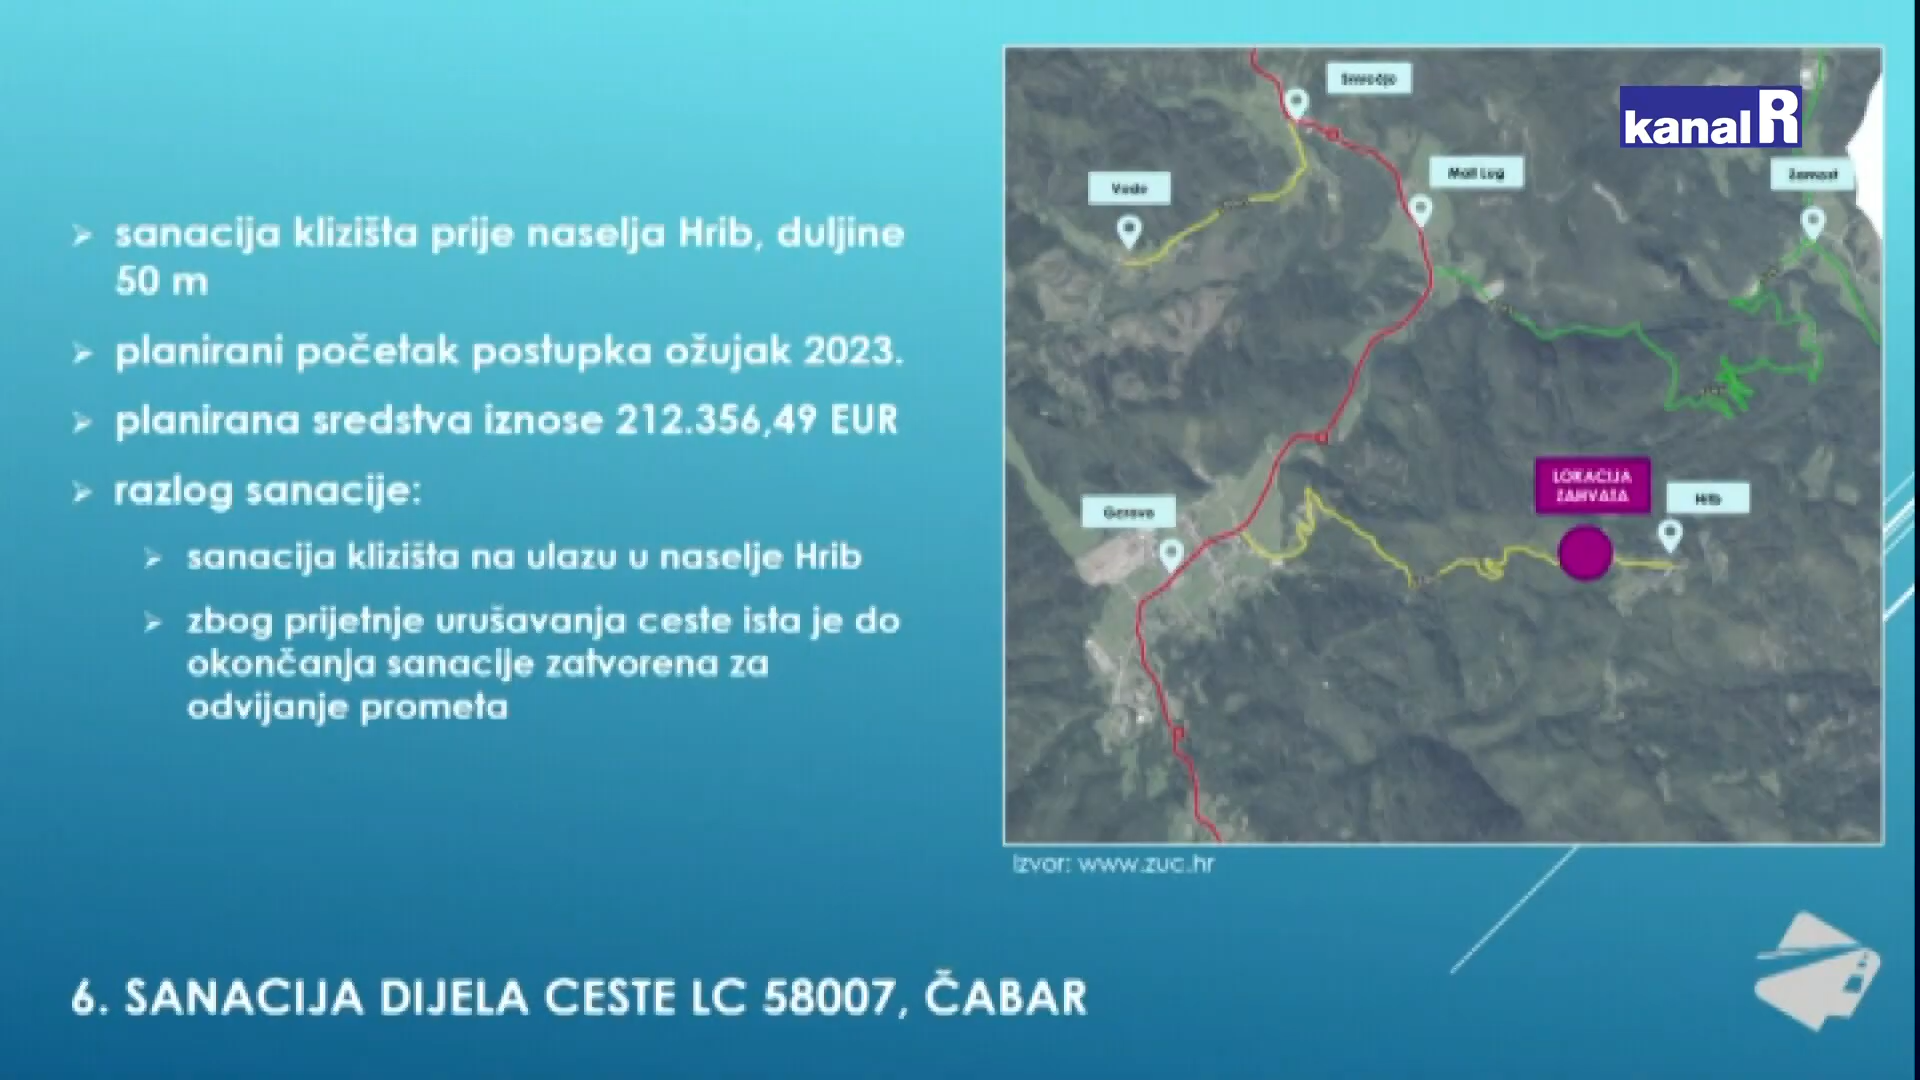 sanacija klizišta prije naselja Hrib, duljine
50 m
planirani početak postupka ožujak 2023.
planirana sredstva iznose 212.356,49 EUR
razlog sanacije:
sanacija klizišta na ulazu u naselje Hrib
zbog prijetnje urušavanja ceste ista je do
okončanja sanacije zatvorena za
odvijanje prometa
Smrečje
kanal R
Mali Lug
Vode
Zamost
LOKACIJA
ZAHVATA
Hrib
Gerovo
Izvor: www.zuc.hr
6. SANACIJA DIJELA CESTE LC 58007, ČABAR